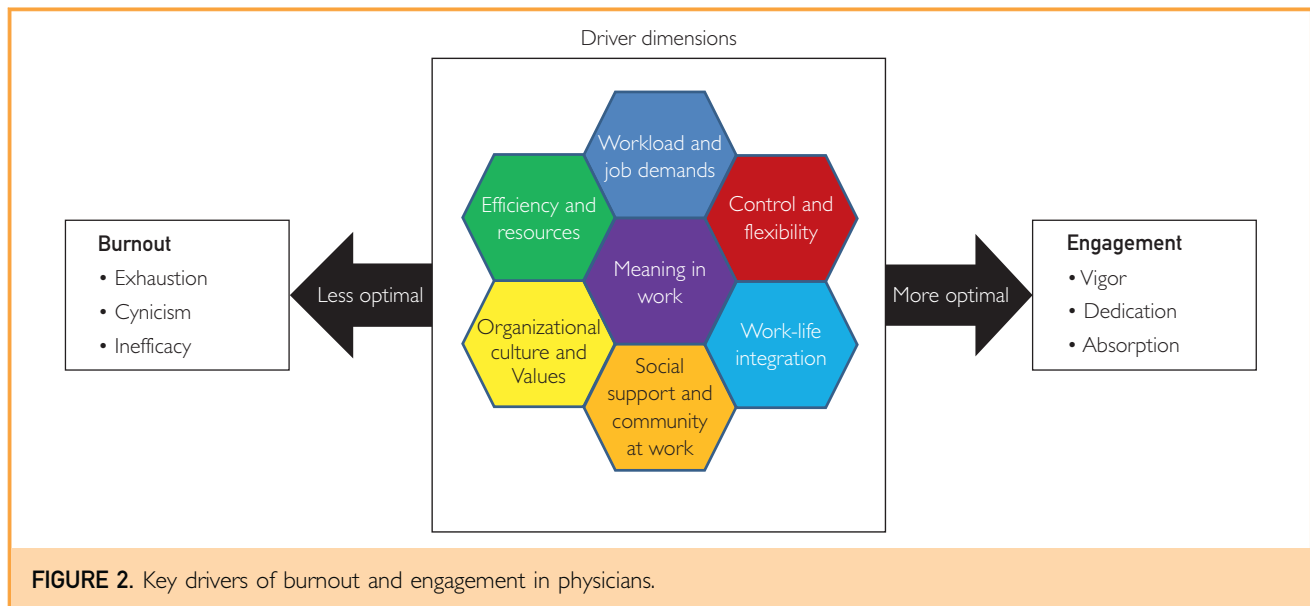 Driver dimensions
Workload and
job demands
Efficiency and
resources
Control and
flexibility
Meaning in
work
Organizational
culture and
Values
Work-life
integration
Social
support and
community
at work
Burnout
• Exhaustion
• Cynicism
• Inefficacy
Less optimal
More optimal
Engagement
• Vigor
• Dedication
• Absorption
FIGURE 2. Key drivers of burnout and engagement in physicians.